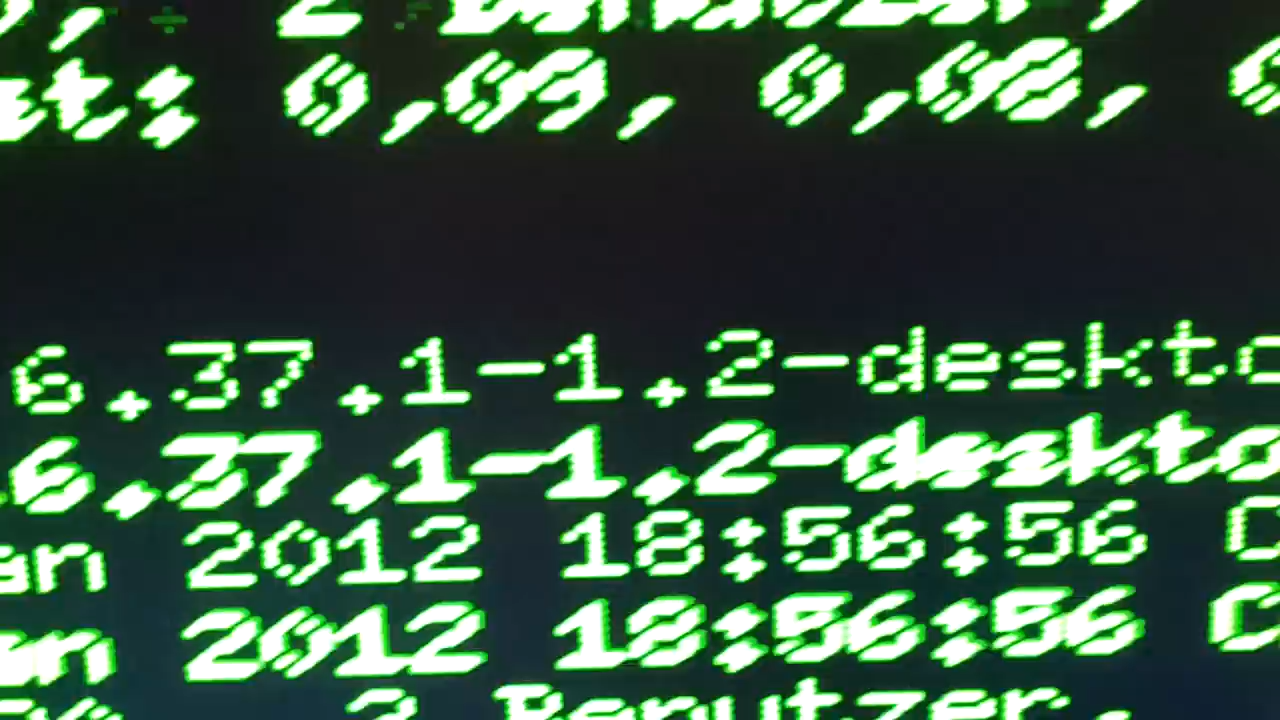 2 Benutzer,
t: 0,09, 0,08, 0
6.37.1-1.2-deskto
.6.37.1-1.2-deskto
an 2012 18:56:56 C
an 2012 18:56:56 C
2 Benutzer,